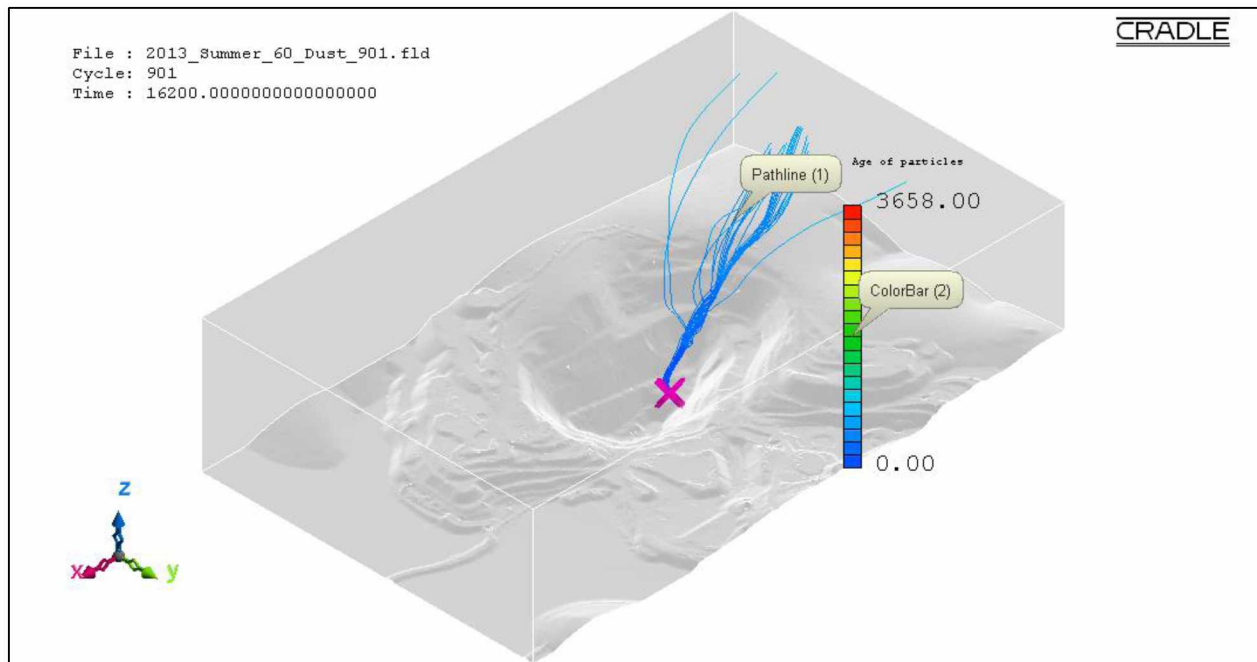 File : 2013_Summer_60_Dust_901.fld
Cycle: 901
Time : 16200.0000000000000000
CRADLE
Pathline (1)
Age of particles
3658.00
ColorBar (2)
0.00
z
x
y